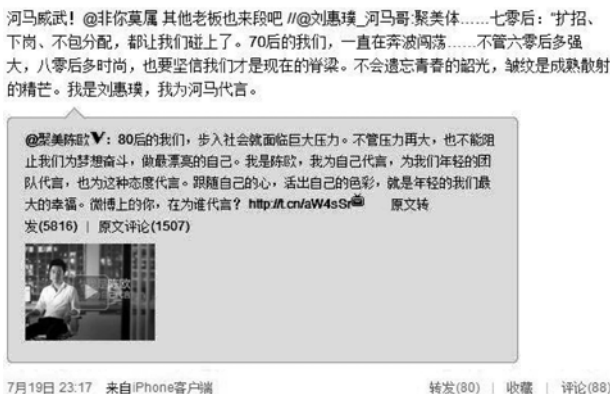 河马威武！@非你莫属 其他老板也来段吧 //@刘惠璞_河马哥:聚美体……七零后：“扩招、
下岗、不包分配，都让我们碰上了。70后的我们，一直在奔波闯荡……不管六零后多强
大，八零后多时尚，也要坚信我们才是现在的脊梁。不会遗忘青春的韶光，皱纹是成熟散射
的精芒。我是刘惠璞，我为河马代言。
@聚美陈欧V：80后的我们，步入社会就面临巨大压力。不管压力再大，也不能阻
止我们为梦想奋斗，做最漂亮的自己。我是陈欧，我为自己代言，为我们年轻的团
队代言，也为这种态度代言。跟随自己的心，活出自己的色彩，就是年轻的我们最
大的幸福。微博上的你，在为谁代言？ http://t.cn/aW4sSr 原文转
发(5816) | 原文评论(1507)
陈欧
7月19日 23:17 来自iPhone客户端 转发(80) | 收藏 | 评论(88)